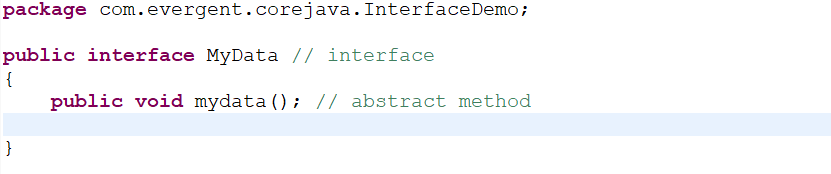 package com.evergent.corejava.InterfaceDemo;
public interface MyData // interface
{
public void mydata(); // abstract method
}